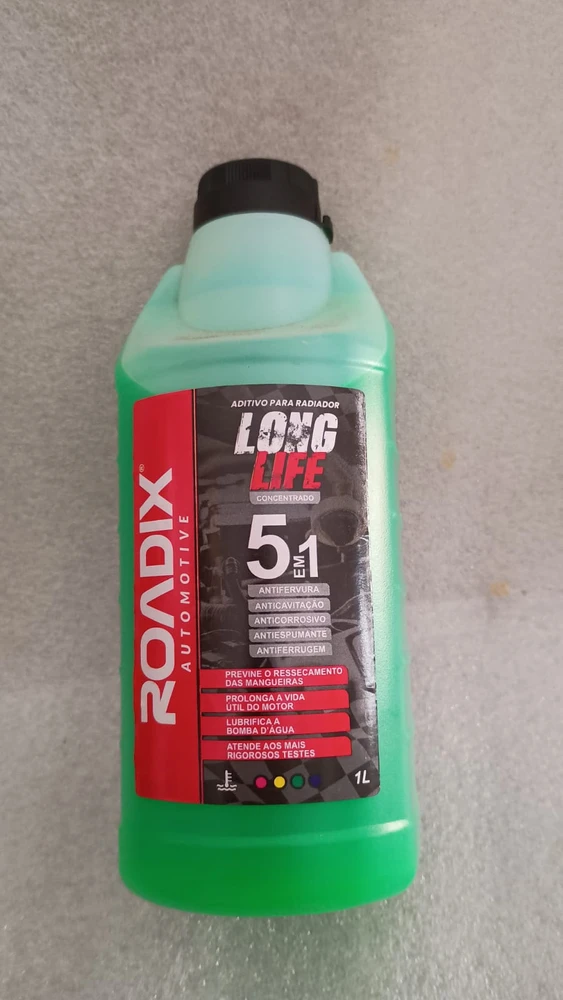 ROADIX®
AUTOMOTIVE
ADITIVO PARA RADIADOR
LONG
LIFE
CONCENTRADO
5 EM 1
ANTIFERVURA
ANTICAVITAÇÃO
ANTICORROSIVO
ANTIESPUMANTE
ANTIFERRUGEM
PREVINE O RESSECAMENTO
DAS MANGUEIRAS
PROLONGA A VIDA
ÚTIL DO MOTOR
LUBRIFICA A
BOMBA D'ÁGUA
ATENDE AOS MAIS
RIGOROSOS TESTES
1L